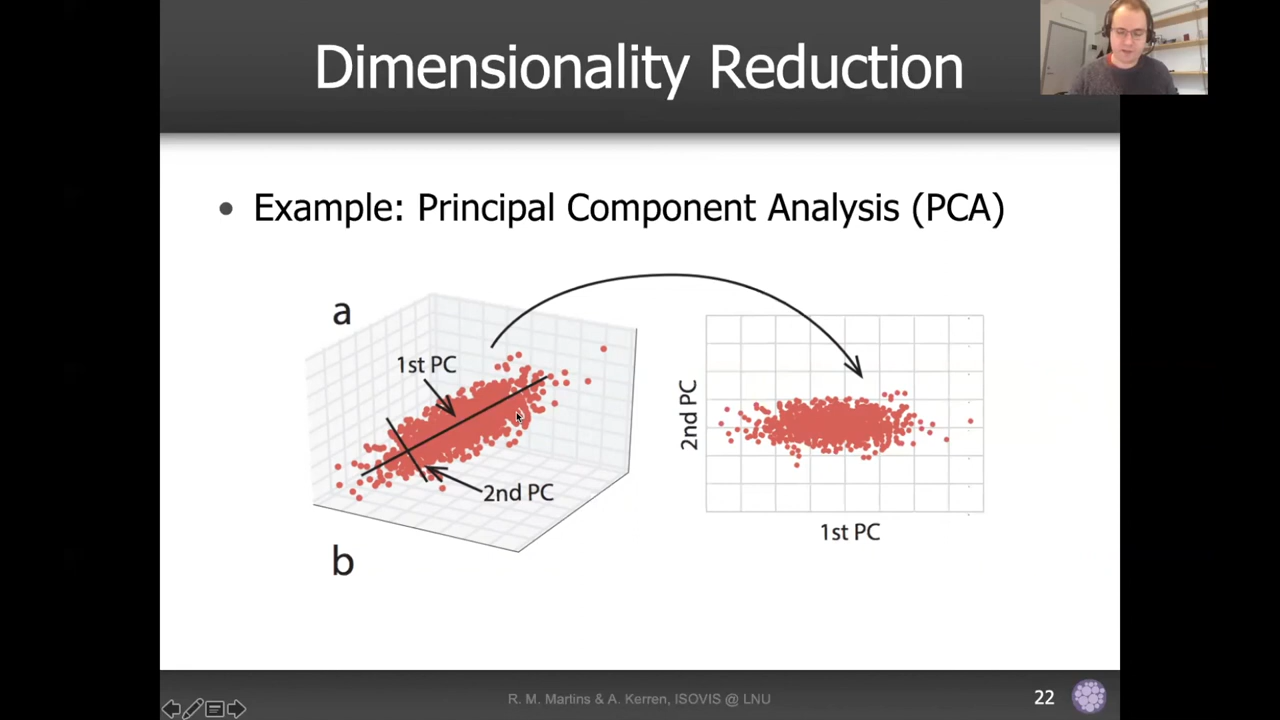 Dimensionality Reduction
• Example: Principal Component Analysis (PCA)
a
1st PC
2nd PC
b
2nd PC
1st PC
R. M. Martins & A. Kerren, ISOVIS @ LNU
22